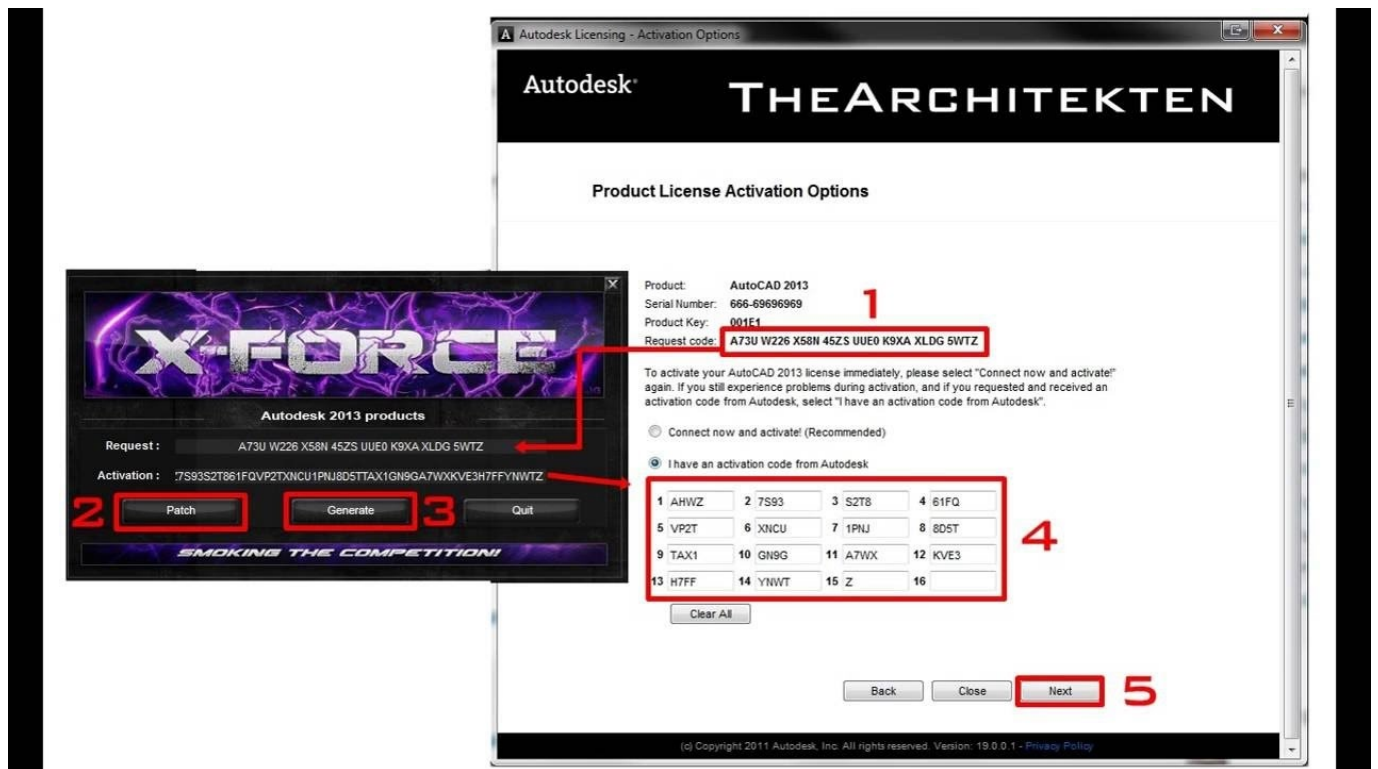 Autodesk Licensing - Activation Options
Autodesk
THEARCHITEKTEN
Product License Activation Options
Product: AutoCAD 2013
Serial Number: 666-69696969
Product Key: 001E1
1
Request code: A73U W226 X58N 45ZS UUE0 K9XA XLDG 5WTZ
To activate your AutoCAD 2013 license immediately, please select "Connect now and activate!"
again. If you still experience problems during activation, and if you requested and received an
activation code from Autodesk, select "I have an activation code from Autodesk".
Connect now and activate! (Recommended)
I have an activation code from Autodesk
1 AHWZ 2 7S93 3 S2T8 4 61FQ
5 VP2T 6 XNCU 7 1PNJ 8 8D5T
9 TAX1 10 GN9G 11 A7WX 12 KVE3
13 H7FF 14 YNWT 15 Z 16
4
Clear All
Back Close Next 5
(c) Copyright 2011 Autodesk, Inc. All rights reserved. Version: 19.0.0.1 - Privacy Policy
X-FORCE
Autodesk 2013 products
Request : A73U W226 X58N 45ZS UUE0 K9XA XLDG 5WTZ
Activation : :7S93S2T861FQVP2TXNCU1PNJ8D5TTAX1GN9GA7WXKVE3H7FFYNWTZ
2 Patch Generate 3 Quit
SMOKING THE COMPETITION!